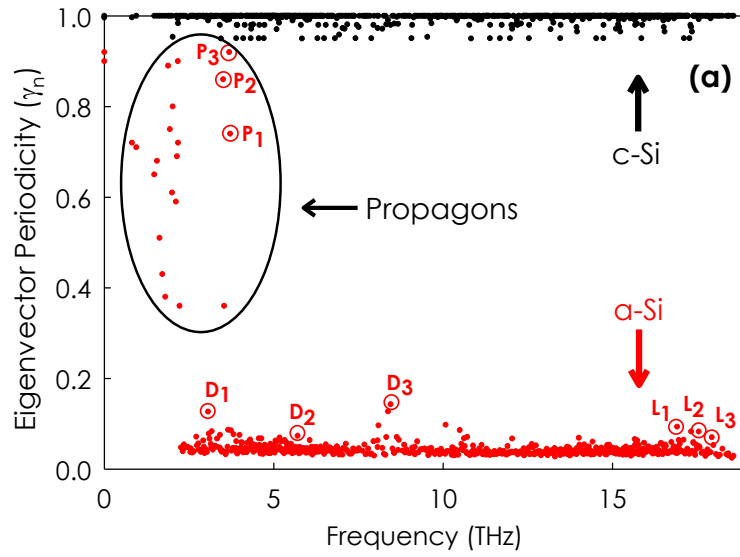 1.0
0.8
0.6
0.4
0.2
0.0
Eigenvector Periodicity (γn)
P3
P2
P1
(a)
c-Si
Propagons
a-Si
D1
D2
D3
L1
L2
L3
0
5
10
15
Frequency (THz)